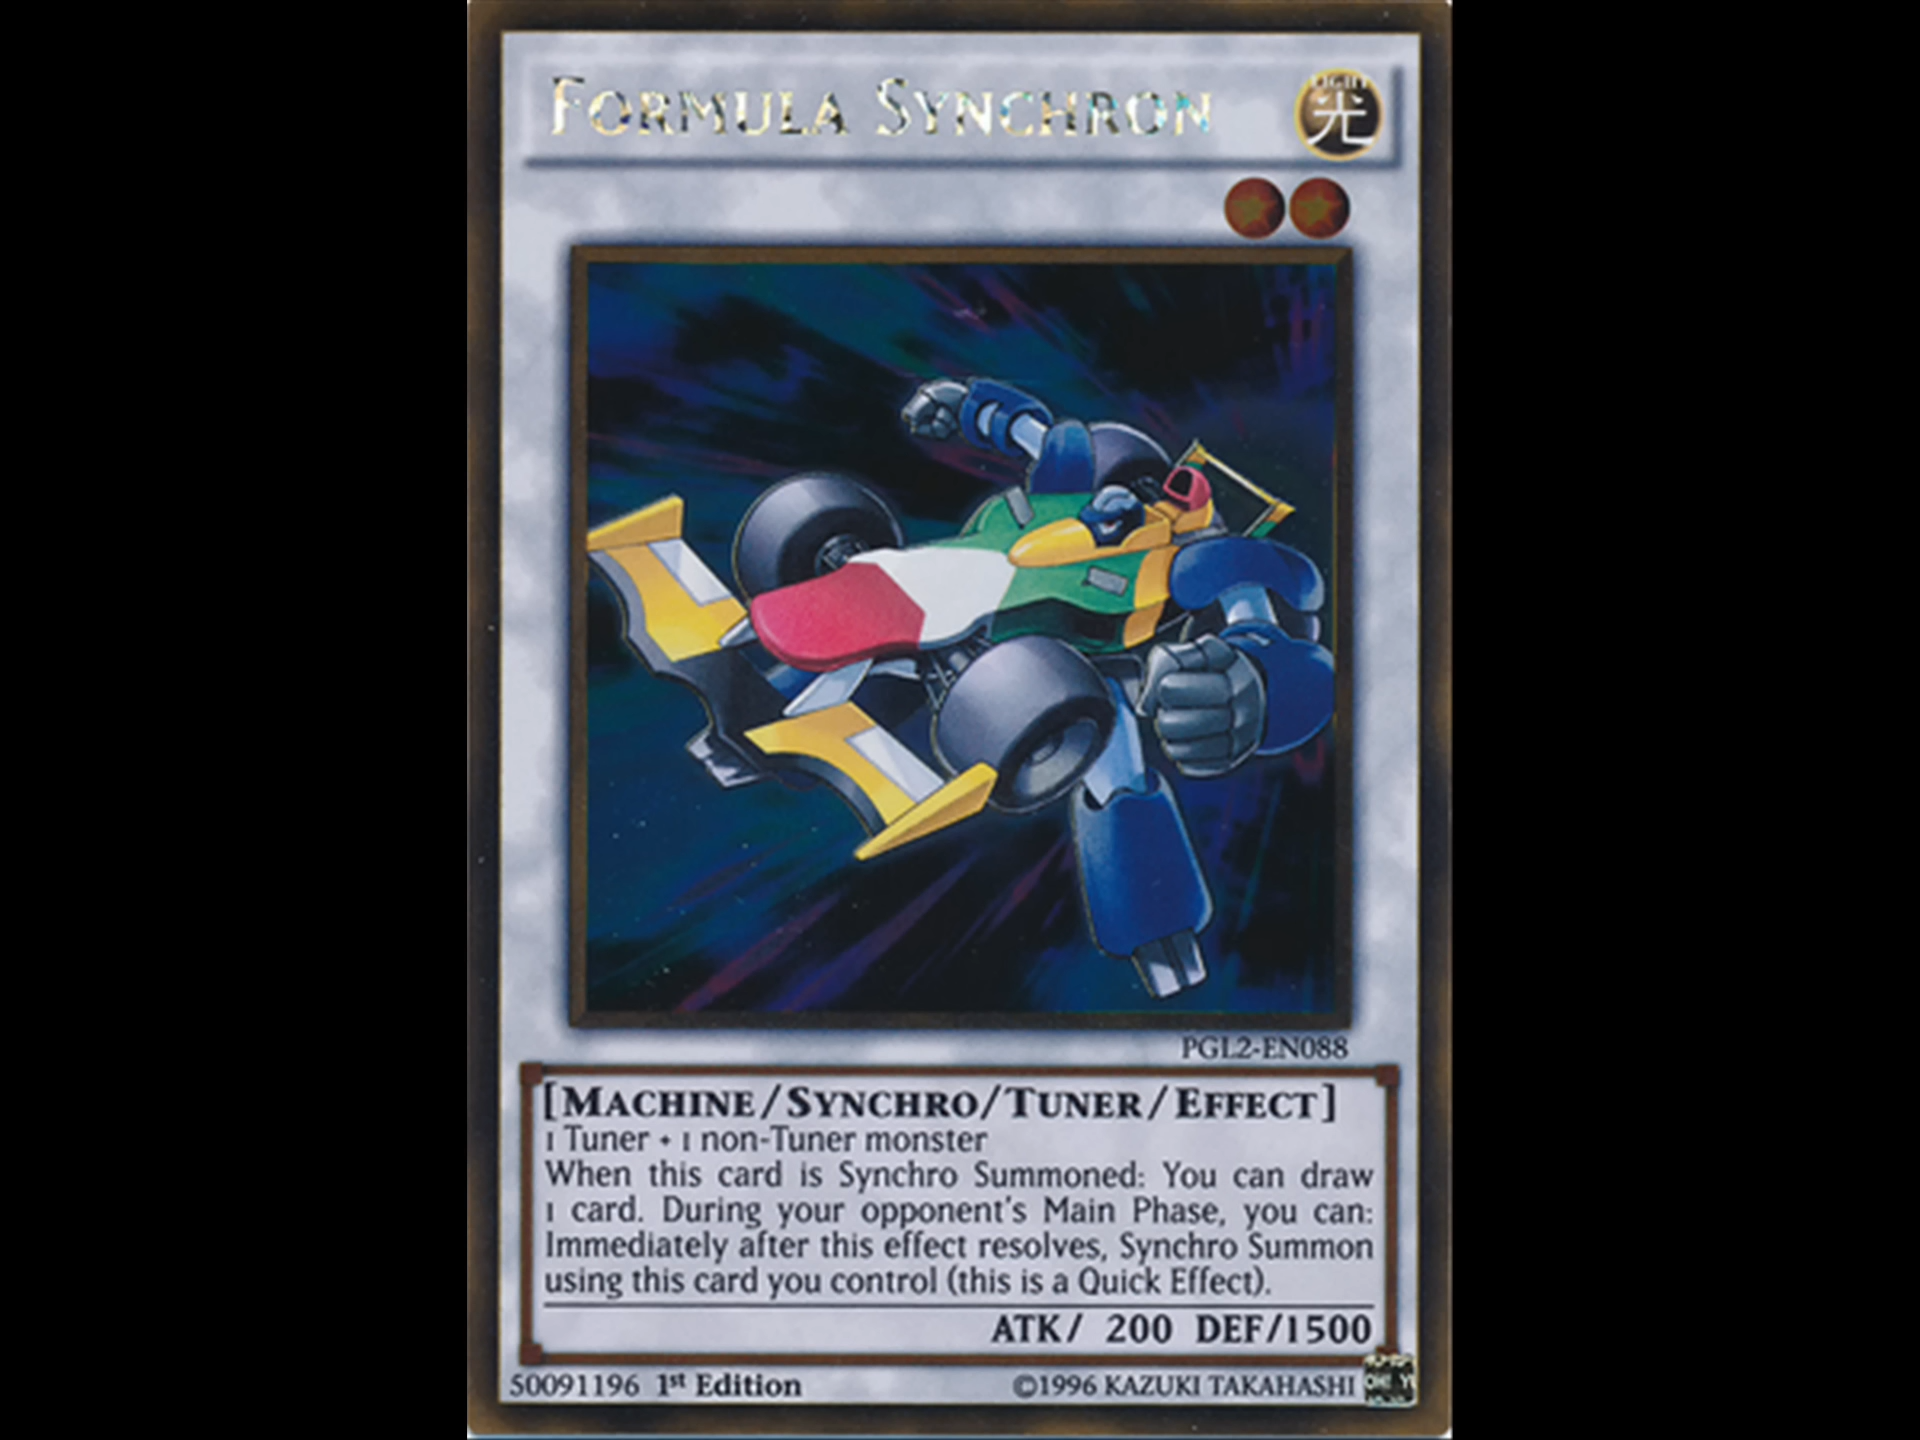 FORMULA SYNCHRON
LIGHT
光
PGL2-EN088
[MACHINE/SYNCHRO/TUNER/EFFECT]
1 Tuner + 1 non-Tuner monster
When this card is Synchro Summoned: You can draw
1 card. During your opponent's Main Phase, you can:
Immediately after this effect resolves, Synchro Summon
using this card you control (this is a Quick Effect).
ATK/ 200 DEF/1500
50091196 1st Edition ©1996 KAZUKI TAKAHASHI